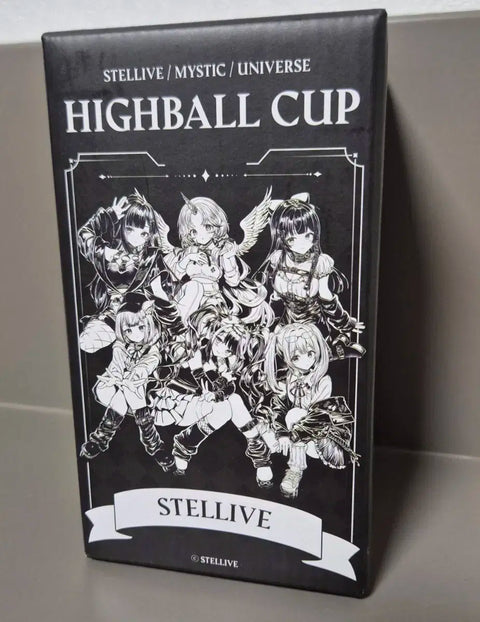 STELLIVE / MYSTIC / UNIVERSE
HIGHBALL CUP
STELLIVE
© STELLIVE